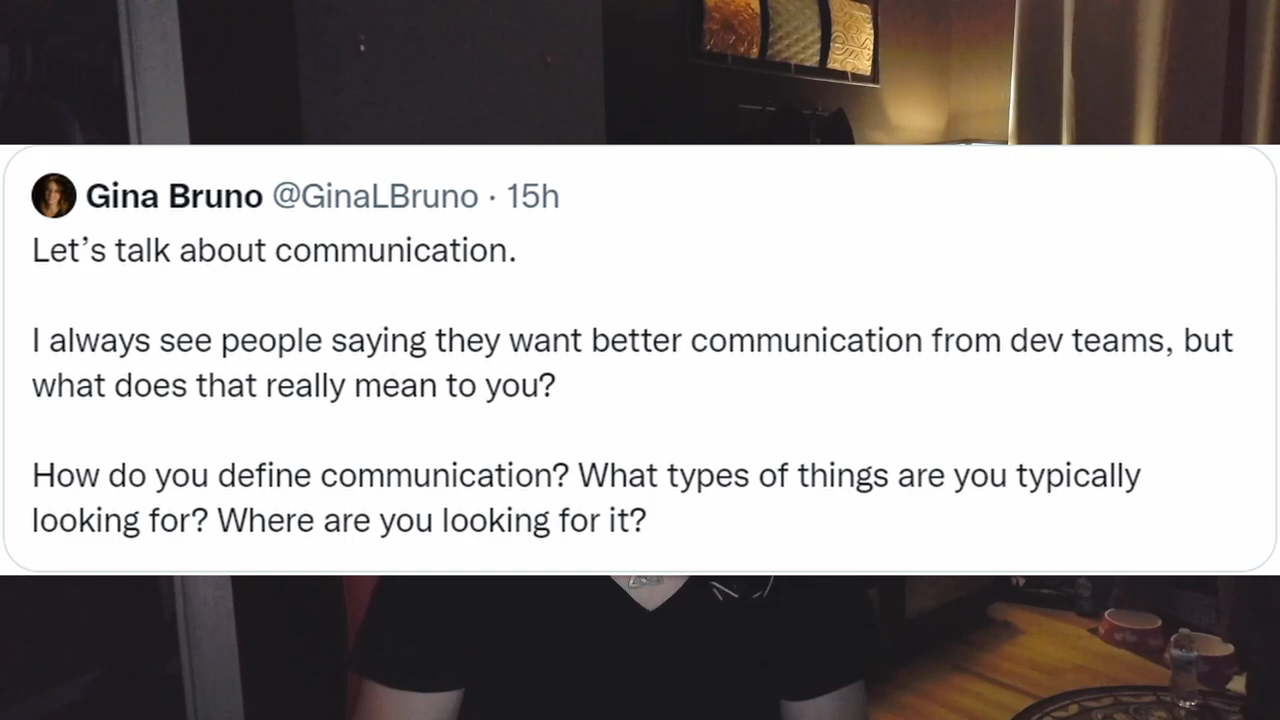 Gina Bruno @GinaLBruno · 15h
Let’s talk about communication.
I always see people saying they want better communication from dev teams, but
what does that really mean to you?
How do you define communication? What types of things are you typically
looking for? Where are you looking for it?